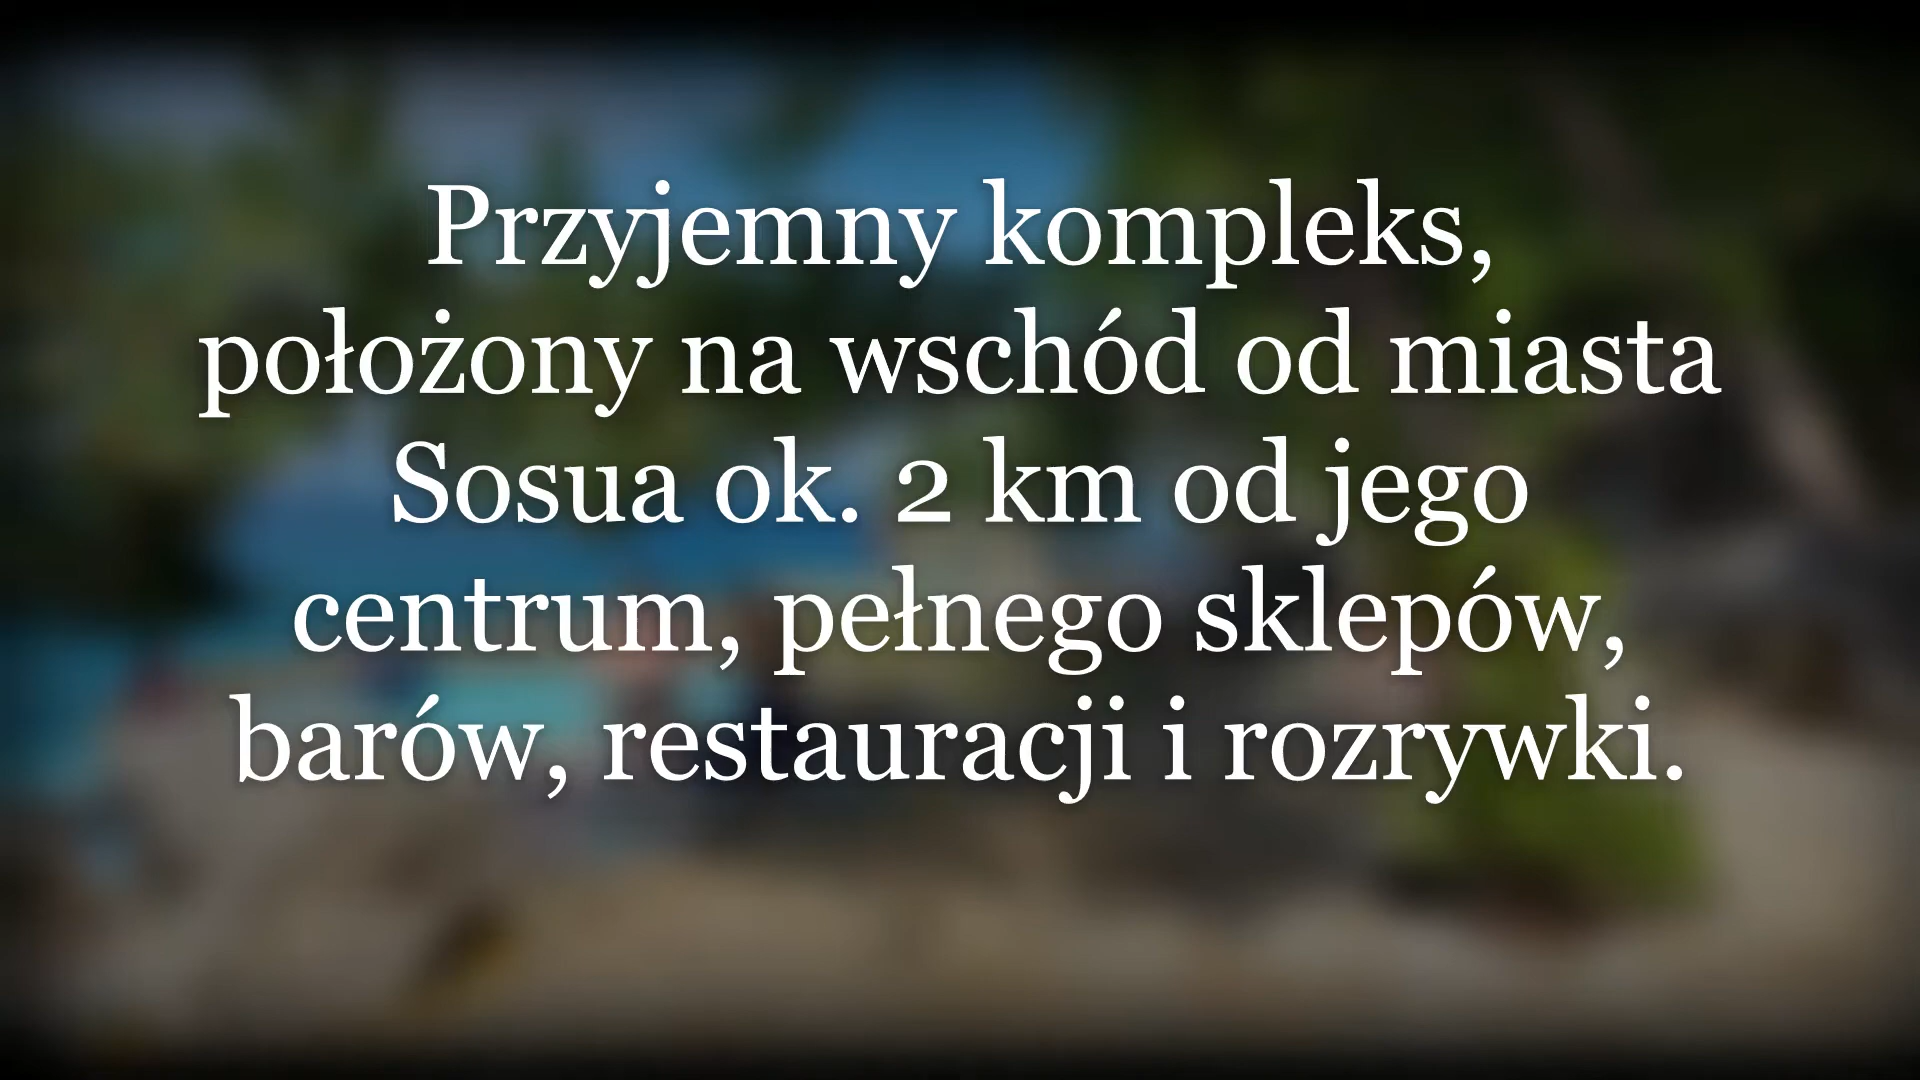 Przyjemny kompleks,
położony na wschód od miasta
Sosua ok. 2 km od jego
centrum, pełnego sklepów,
barów, restauracji i rozrywki.